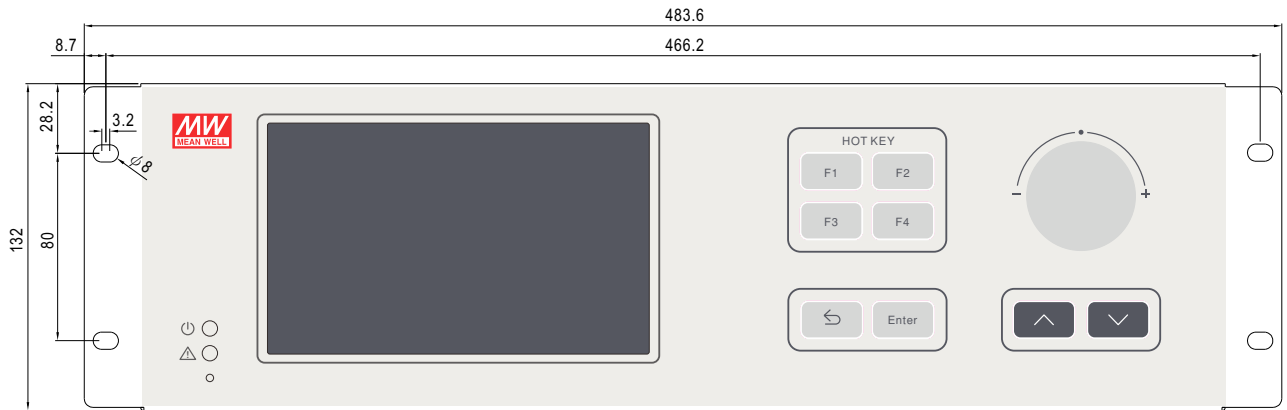 483.6
8.7
466.2
28.2
3.2
MW
MEAN WELL
HOT KEY
F1
F2
ϕ8
F3
F4
132
80
Enter